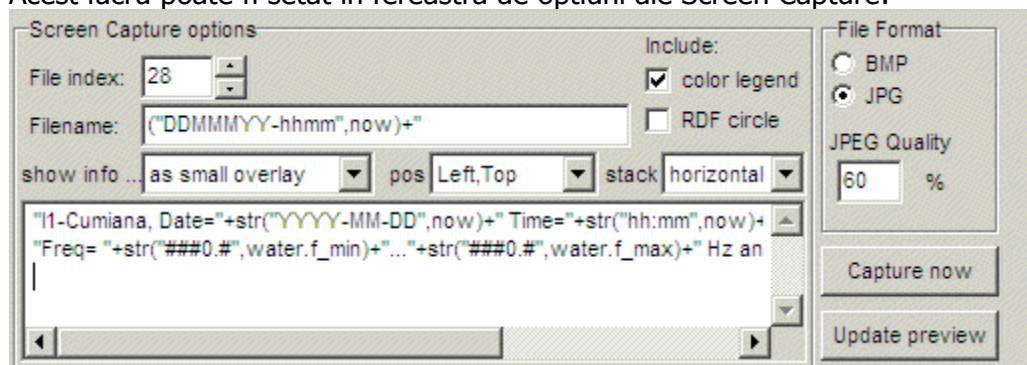 Acest lucru poate fi setat in fereastra de optiuni ale Screen Capture.
Screen Capture options
File index: 28
Include:
color legend
RDF circle
Filename: ("DDMMMYY-hhmm",now)+"
show info ... as small overlay pos Left,Top stack horizontal
"I1-Cumiana, Date="+str("YYYY-MM-DD",now)+" Time="+str("hh:mm",now)+
"Freq= "+str("###0.#",water.f_min)+"..."+str("###0.#",water.f_max)+" Hz an
File Format
BMP
JPG
JPEG Quality
60 %
Capture now
Update preview